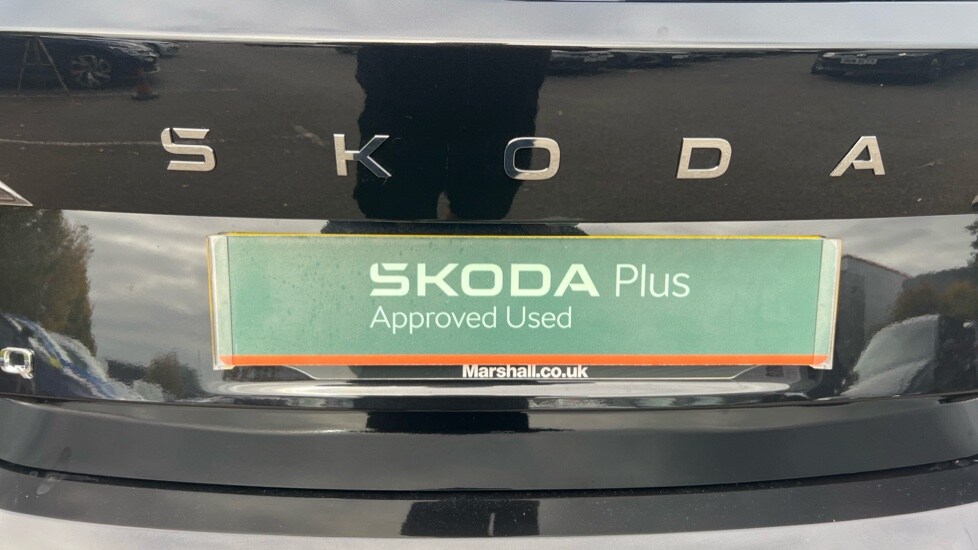 SKODA
SKODA Plus
Approved Used
Q
Marshall.co.uk